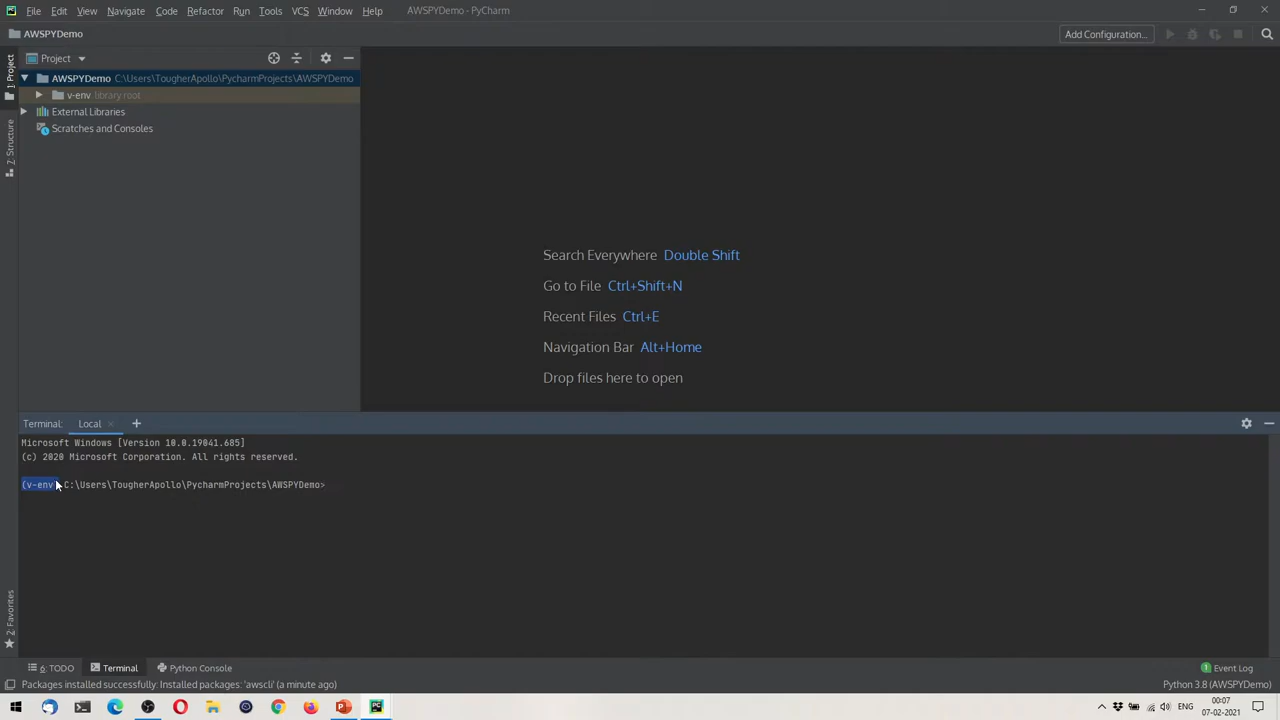 File Edit View Navigate Code Refactor Run Tools VCS Window Help AWSPYDemo - PyCharm
AWSPYDemo Add Configuration...
Project
1: Project
AWSPYDemo C:\Users\TougherApollo\PycharmProjects\AWSPYDemo
v-env library root
External Libraries
Scratches and Consoles
Z: Structure
Search Everywhere Double Shift
Go to File Ctrl+Shift+N
Recent Files Ctrl+E
Navigation Bar Alt+Home
Drop files here to open
Terminal: Local
Microsoft Windows [Version 10.0.19041.685]
(c) 2020 Microsoft Corporation. All rights reserved.
(v-env) C:\Users\TougherApollo\PycharmProjects\AWSPYDemo>
2: Favorites
6: TODO Terminal Python Console Event Log
Packages installed successfully: Installed packages: 'awscli' (a minute ago) Python 3.8 (AWSPYDemo)
ENG 00:07
07-02-2021